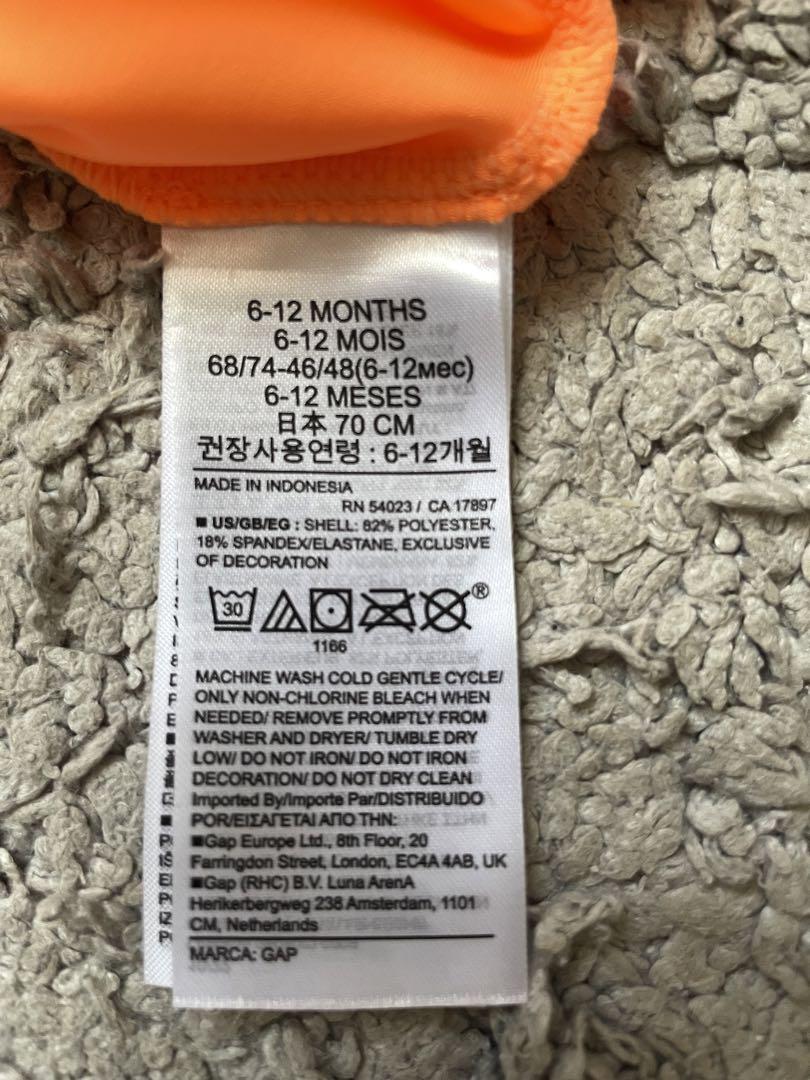 6-12 MONTHS
6-12 MOIS
68/74-46/48(6-12мес)
6-12 MESES
日本 70 CM
권장사용연령 : 6-12개월
MADE IN INDONESIA
RN 54023 / CA 17897
■ US/GB/EG : SHELL: 82% POLYESTER,
18% SPANDEX/ELASTANE, EXCLUSIVE
OF DECORATION
30
®
1166
MACHINE WASH COLD GENTLE CYCLE/
ONLY NON-CHLORINE BLEACH WHEN
NEEDED/ REMOVE PROMPTLY FROM
WASHER AND DRYER/ TUMBLE DRY
LOW/ DO NOT IRON/ DO NOT IRON
DECORATION/ DO NOT DRY CLEAN
Imported By/Importe Par/DISTRIBUIDO
POR/ΕΙΣΑΓΕΤΑΙ ΑΠΟ ΤΗΝ:
■Gap Europe Ltd., 8th Floor, 20
Farringdon Street, London, EC4A 4AB, UK
■Gap (RHC) B.V. Luna ArenA
Herikerbergweg 238 Amsterdam, 1101
CM, Netherlands
MARCA: GAP